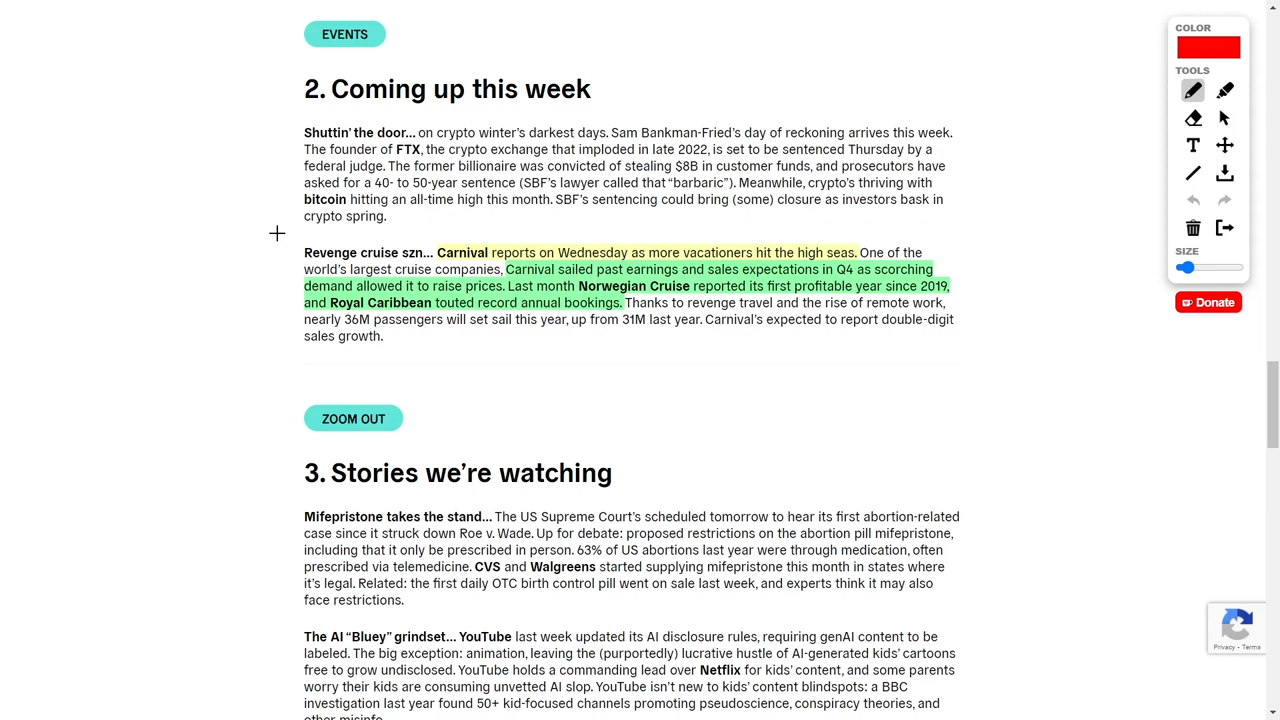 EVENTS
2. Coming up this week
Shuttin' the door... on crypto winter's darkest days. Sam Bankman-Fried's day of reckoning arrives this week.
The founder of FTX, the crypto exchange that imploded in late 2022, is set to be sentenced Thursday by a
federal judge. The former billionaire was convicted of stealing $8B in customer funds, and prosecutors have
asked for a 40- to 50-year sentence (SBF's lawyer called that “barbaric”). Meanwhile, crypto's thriving with
bitcoin hitting an all-time high this month. SBF's sentencing could bring (some) closure as investors bask in
crypto spring.
Revenge cruise szn... Carnival reports on Wednesday as more vacationers hit the high seas. One of the
world's largest cruise companies, Carnival sailed past earnings and sales expectations in Q4 as scorching
demand allowed it to raise prices. Last month Norwegian Cruise reported its first profitable year since 2019,
and Royal Caribbean touted record annual bookings. Thanks to revenge travel and the rise of remote work,
nearly 36M passengers will set sail this year, up from 31M last year. Carnival's expected to report double-digit
sales growth.
ZOOM OUT
3. Stories we're watching
Mifepristone takes the stand... The US Supreme Court's scheduled tomorrow to hear its first abortion-related
case since it struck down Roe v. Wade. Up for debate: proposed restrictions on the abortion pill mifepristone,
including that it only be prescribed in person. 63% of US abortions last year were through medication, often
prescribed via telemedicine. CVS and Walgreens started supplying mifepristone this month in states where
it's legal. Related: the first daily OTC birth control pill went on sale last week, and experts think it may also
face restrictions.
The AI “Bluey” grindset... YouTube last week updated its AI disclosure rules, requiring genAI content to be
labeled. The big exception: animation, leaving the (purportedly) lucrative hustle of AI-generated kids' cartoons
free to grow undisclosed. YouTube holds a commanding lead over Netflix for kids' content, and some parents
worry their kids are consuming unvetted AI slop. YouTube isn't new to kids' content blindspots: a BBC
investigation last year found 50+ kid-focused channels promoting pseudoscience, conspiracy theories, and
other misinfo.
COLOR
TOOLS
T
SIZE
Donate
Privacy - Terms